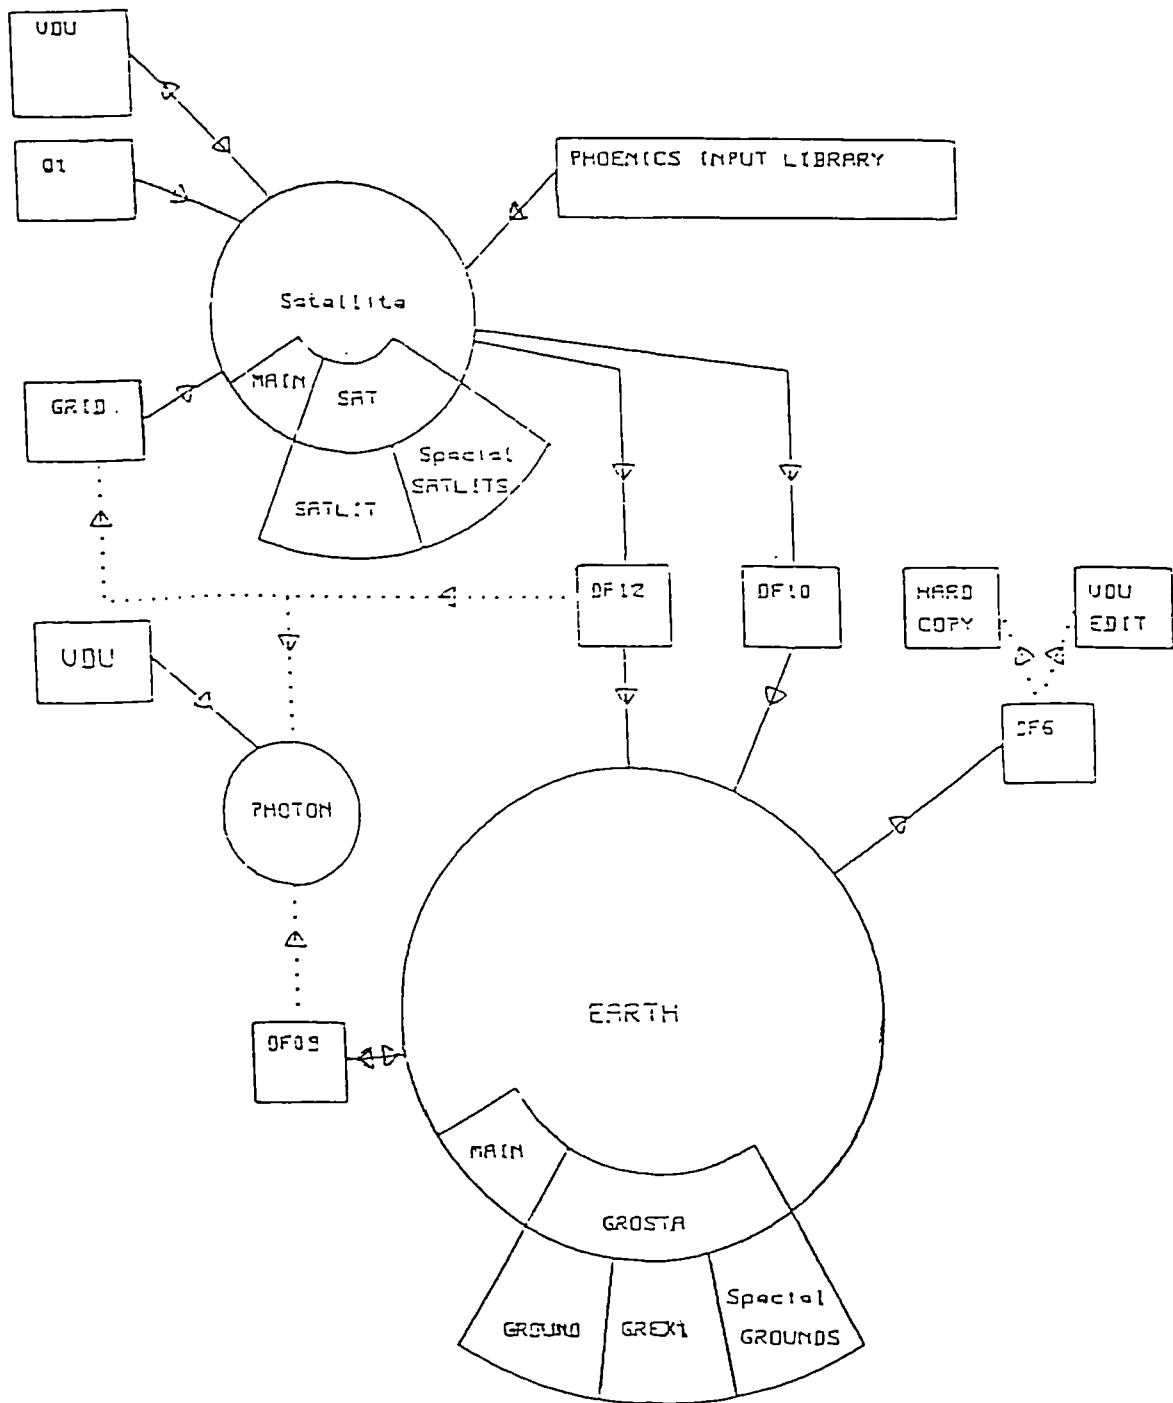 VDU
Q1
PHOENICS INPUT LIBRARY
Satellite
MAIN
SAT
GRID.
Special
SATLITS
SATLIT
DF12
DF10
HARD
COPY
VDU
EDIT
VDU
DF6
PHOTON
EARTH
DF09
MAIN
GROSTA
GROUND
GREX1
Special
GROUNDS